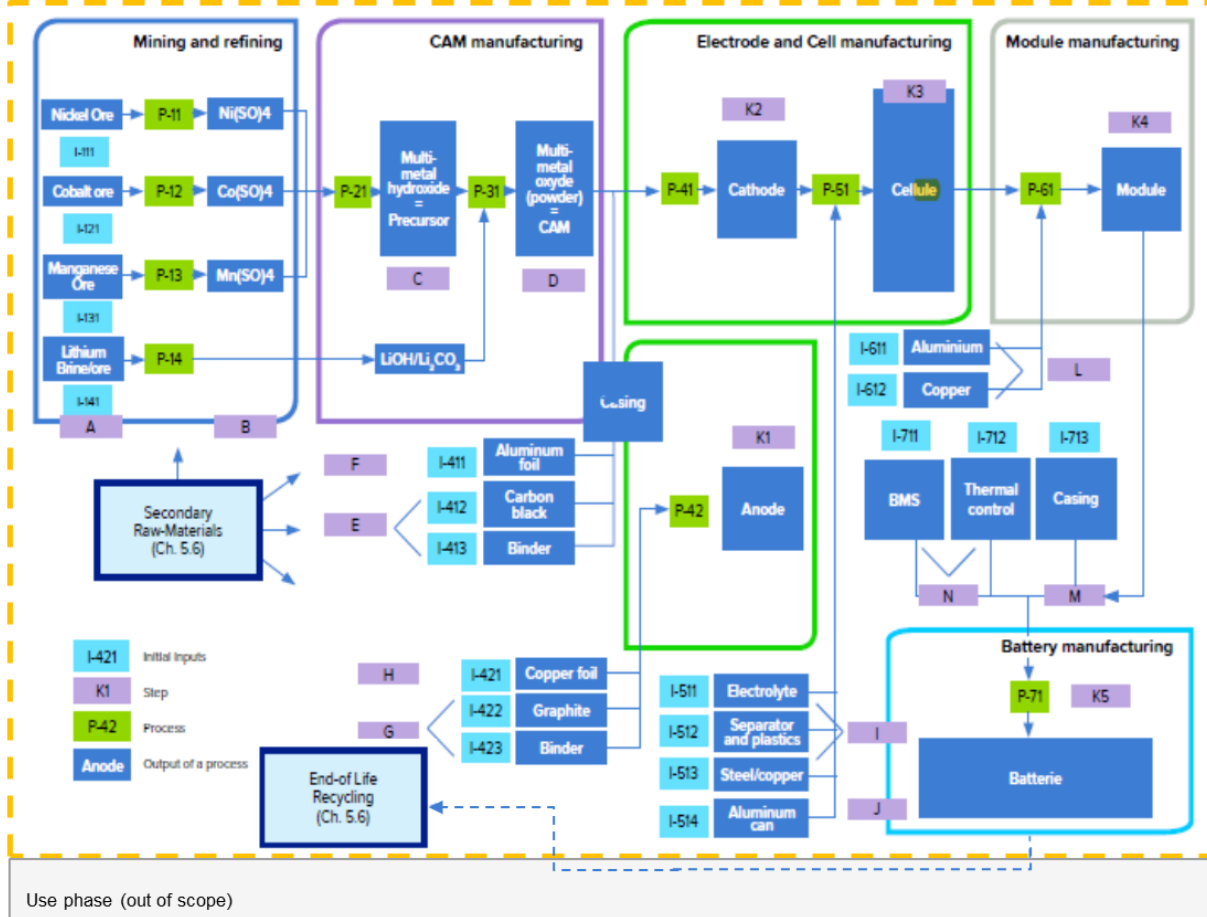 Mining and refining
Nickel Ore
P-11
Ni(SO)4
I-111
Cobalt ore
P-12
Co(SO)4
I-121
Manganese
Ore
P-13
Mn(SO)4
I-131
Lithium
Brine/ore
P-14
I-141
A
B
CAM manufacturing
P-21
Multi-
metal
hydroxide
=
Precursor
P-31
Multi-
metal
oxyde
(powder)
=
CAM
C
D
LiOH/Li₂CO₃
Electrode and Cell manufacturing
K2
K3
P-41
Cathode
P-51
Cellule
Module manufacturing
K4
P-61
Module
Casing
K1
P-42
Anode
I-611
Aluminium
I-612
Copper
L
I-711
I-712
I-713
BMS
Thermal
control
Casing
N
M
Secondary
Raw-Materials
(Ch. 5.6)
F
E
I-411
Aluminum
foil
I-412
Carbon
black
I-413
Binder
I-421
Initial Inputs
K1
Step
P-42
Process
Anode
Output of a process
H
G
I-421
Copper foil
I-422
Graphite
I-423
Binder
End-of Life
Recycling
(Ch. 5.6)
I-511
Electrolyte
I-512
Separator
and plastics
I-513
Steel/copper
I-514
Aluminum
can
I
J
Battery manufacturing
P-71
K5
Batterie
Use phase (out of scope)